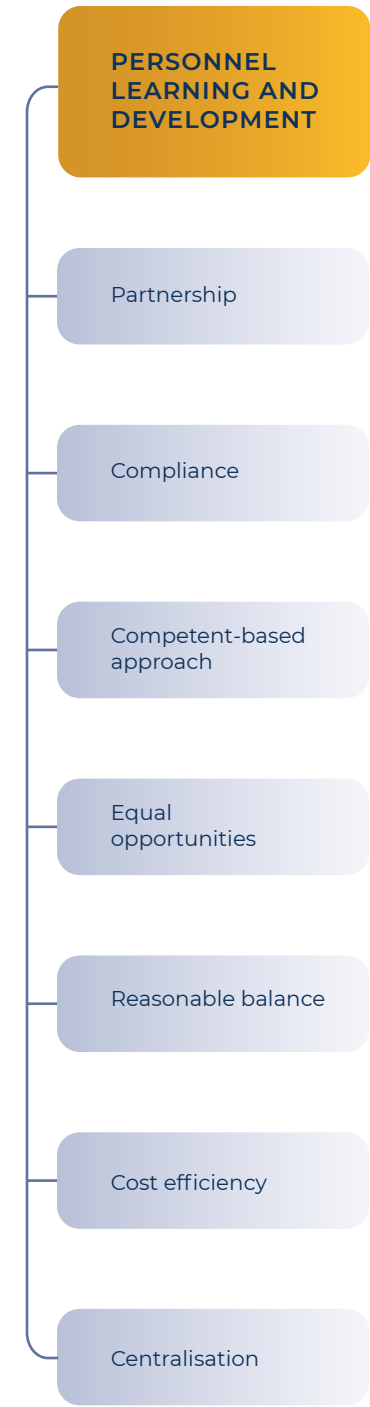 PERSONNEL
LEARNING AND
DEVELOPMENT
Partnership
Compliance
Competent-based
approach
Equal
opportunities
Reasonable balance
Cost efficiency
Centralisation